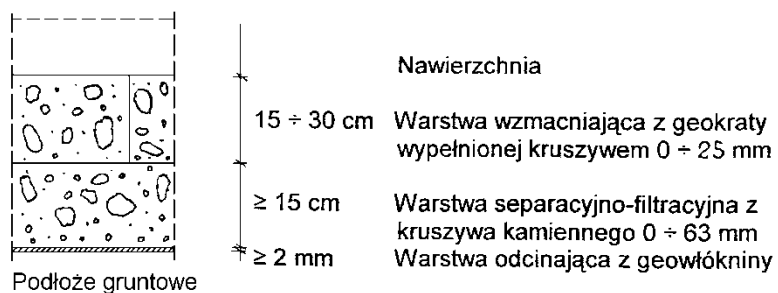 Nawierzchnia
15 ÷ 30 cm Warstwa wzmacniająca z geokraty
wypełnionej kruszywem 0 ÷ 25 mm
≥ 15 cm Warstwa separacyjno-filtracyjna z
kruszywa kamiennego 0 ÷ 63 mm
≥ 2 mm Warstwa odcinająca z geowłókniny
Podłoże gruntowe